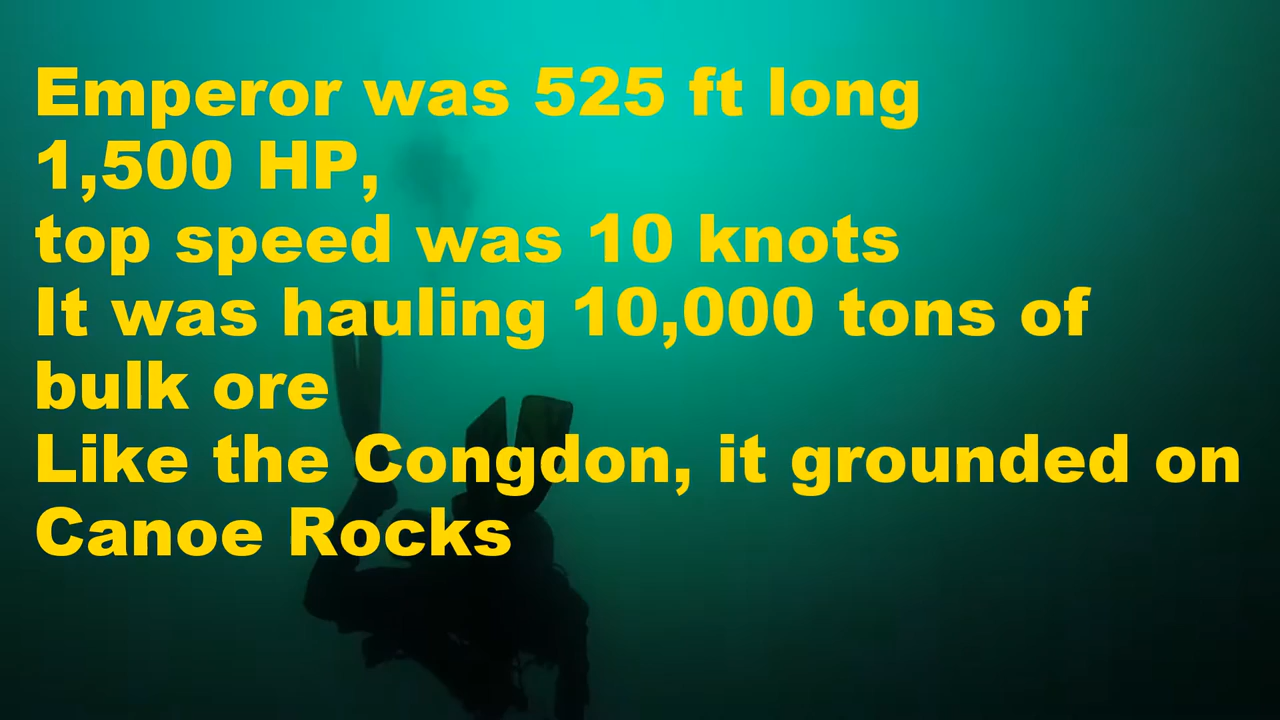 Emperor was 525 ft long
1,500 HP,
top speed was 10 knots
It was hauling 10,000 tons of
bulk ore
Like the Congdon, it grounded on
Canoe Rocks